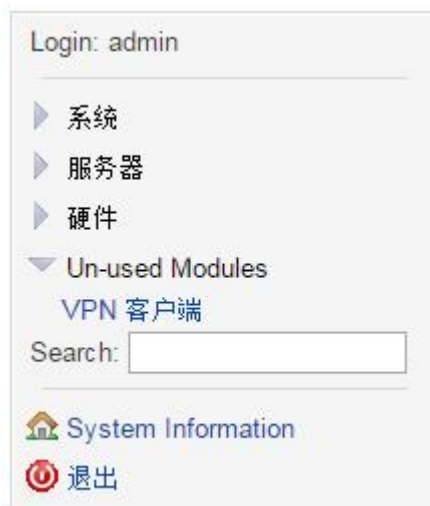 Login: admin
系统
服务器
硬件
Un-used Modules
VPN 客户端
Search:
System Information
退出